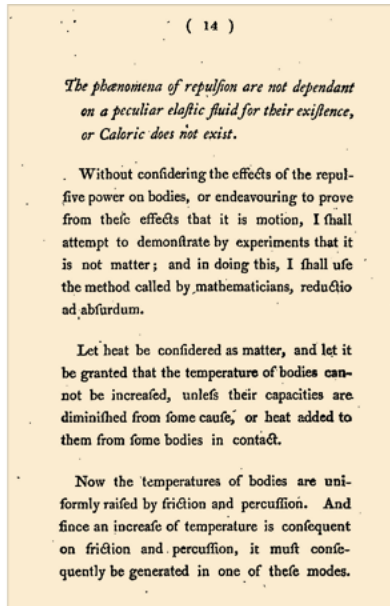 ( 14 )
The phænomena of repulſion are not dependant
on a peculiar elaſtic fluid for their exiſtence,
or Caloric does not exist.
Without conſidering the effects of the repul-
ſive power on bodies, or endeavouring to prove
from theſe effects that it is motion, I ſhall
attempt to demonſtrate by experiments that it
is not matter; and in doing this, I ſhall uſe
the method called by mathematicians, reductio
ad abſurdum.
Let heat be conſidered as matter, and let it
be granted that the temperature of bodies can-
not be increaſed, unleſs their capacities are
diminiſhed from ſome cauſe, or heat added to
them from ſome bodies in contact.
Now the temperatures of bodies are uni-
formly raiſed by friction and percuſſion. And
ſince an increaſe of temperature is conſequent
on friction and percuſſion, it muſt conſe-
quently be generated in one of theſe modes.